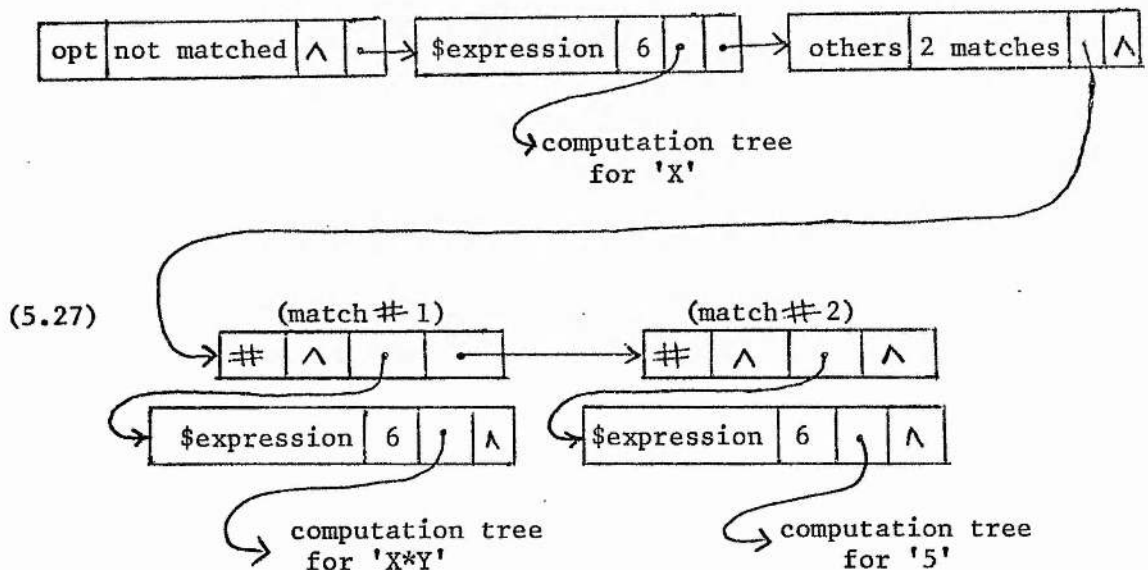 opt not matched ∧ $expression 6 others 2 matches ∧
computation tree
for 'X'
(5.27)
(match # 1) (match # 2)
# ∧ # ∧ ∧
$expression 6 ∧ $expression 6 ∧
computation tree computation tree
for 'X*Y' for '5'